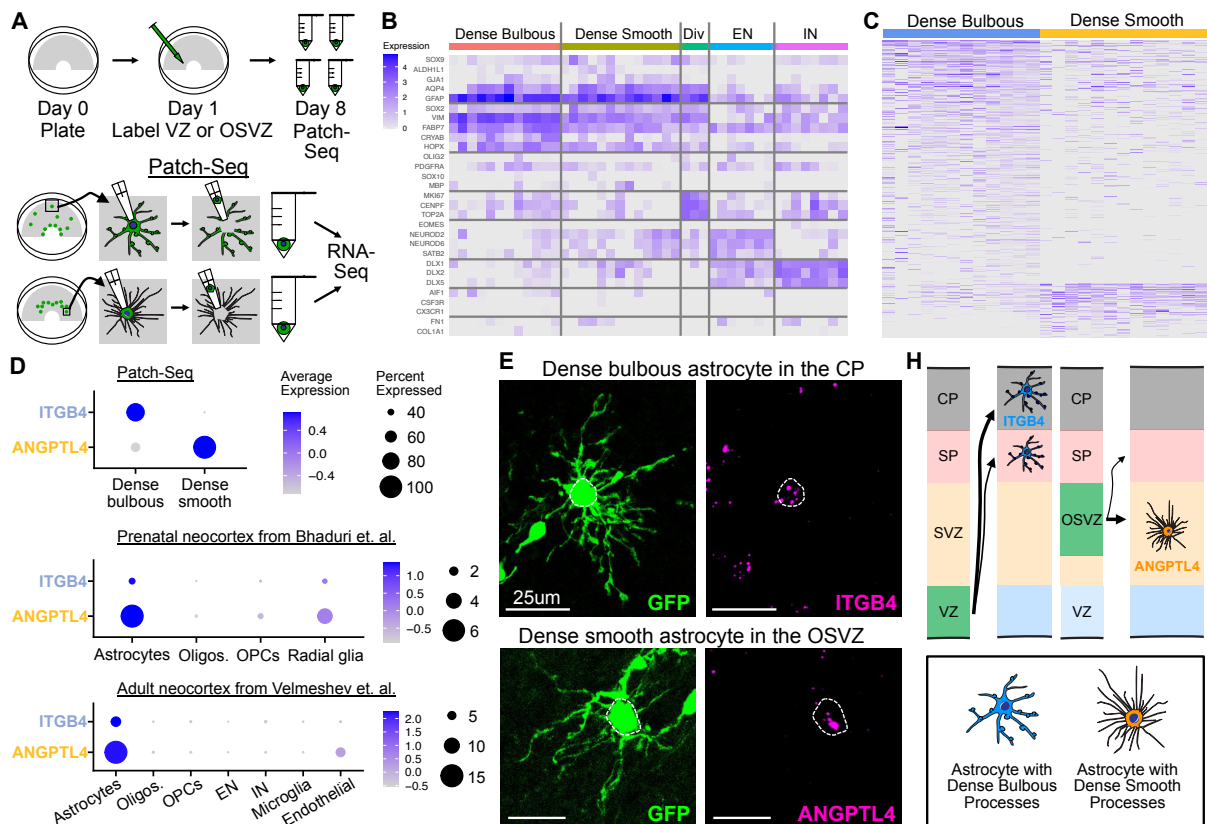 A
Day 0
Plate
Day 1
Label VZ or OSVZ
Day 8
Patch-
Seq
Patch-Seq
RNA-
Seq
B
Expression
4
3
2
1
0
Dense Bulbous
Dense Smooth
Div
EN
IN
SOX9
ALDH1L1
GJA1
AQP4
GFAP
SOX2
VIM
FABP7
CRYAB
HOPX
OLIG2
PDGFRA
SOX10
MBP
MKI67
CENPF
TOP2A
EOMES
NEUROD2
NEUROD6
SATB2
DLX1
DLX2
DLX5
AIF1
CSF3R
CX3CR1
FN1
COL1A1
C
Dense Bulbous
Dense Smooth
D
Patch-Seq
ITGB4
ANGPTL4
Dense
bulbous
Dense
smooth
Average
Expression
0.4
0.0
−0.4
Percent
Expressed
40
60
80
100
Prenatal neocortex from Bhaduri et. al.
ITGB4
ANGPTL4
Astrocytes
Oligos.
OPCs
Radial glia
1.0
0.5
0.0
−0.5
2
4
6
Adult neocortex from Velmeshev et. al.
ITGB4
ANGPTL4
Astrocytes
Oligos.
OPCs
EN
IN
Microglia
Endothelial
2.0
1.5
1.0
0.5
0.0
−0.5
5
10
15
E
Dense bulbous astrocyte in the CP
25um
GFP
ITGB4
Dense smooth astrocyte in the OSVZ
GFP
ANGPTL4
H
CP
SP
SVZ
VZ
ITGB4
CP
SP
OSVZ
VZ
ANGPTL4
Astrocyte with
Dense Bulbous
Processes
Astrocyte with
Dense Smooth
Processes